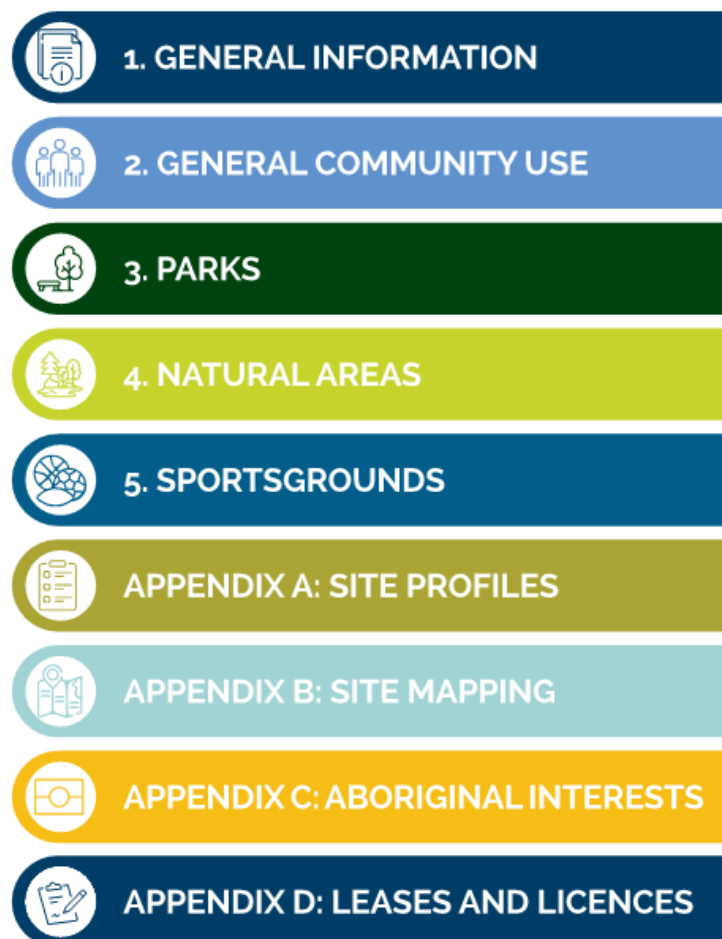 1. GENERAL INFORMATION
2. GENERAL COMMUNITY USE
3. PARKS
4. NATURAL AREAS
5. SPORTSGROUNDS
APPENDIX A: SITE PROFILES
APPENDIX B: SITE MAPPING
APPENDIX C: ABORIGINAL INTERESTS
APPENDIX D: LEASES AND LICENCES